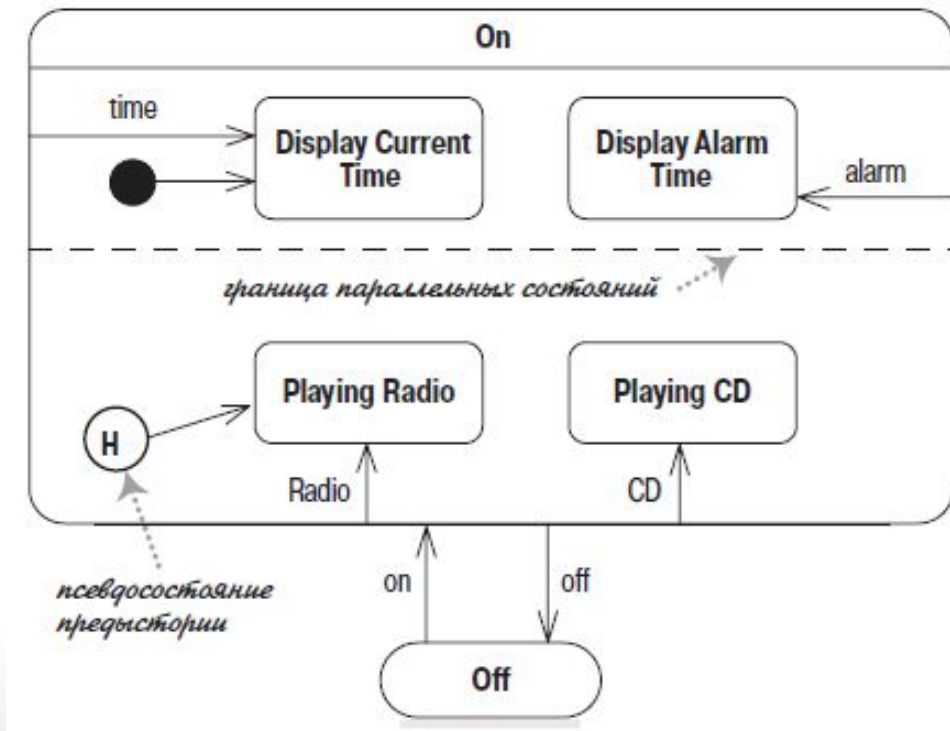 On
time
Display Current
Time
Display Alarm
Time
alarm
граница параллельных состояний
Playing Radio
Playing CD
H
Radio
CD
псевдосостояние
предыстории
on
off
Off